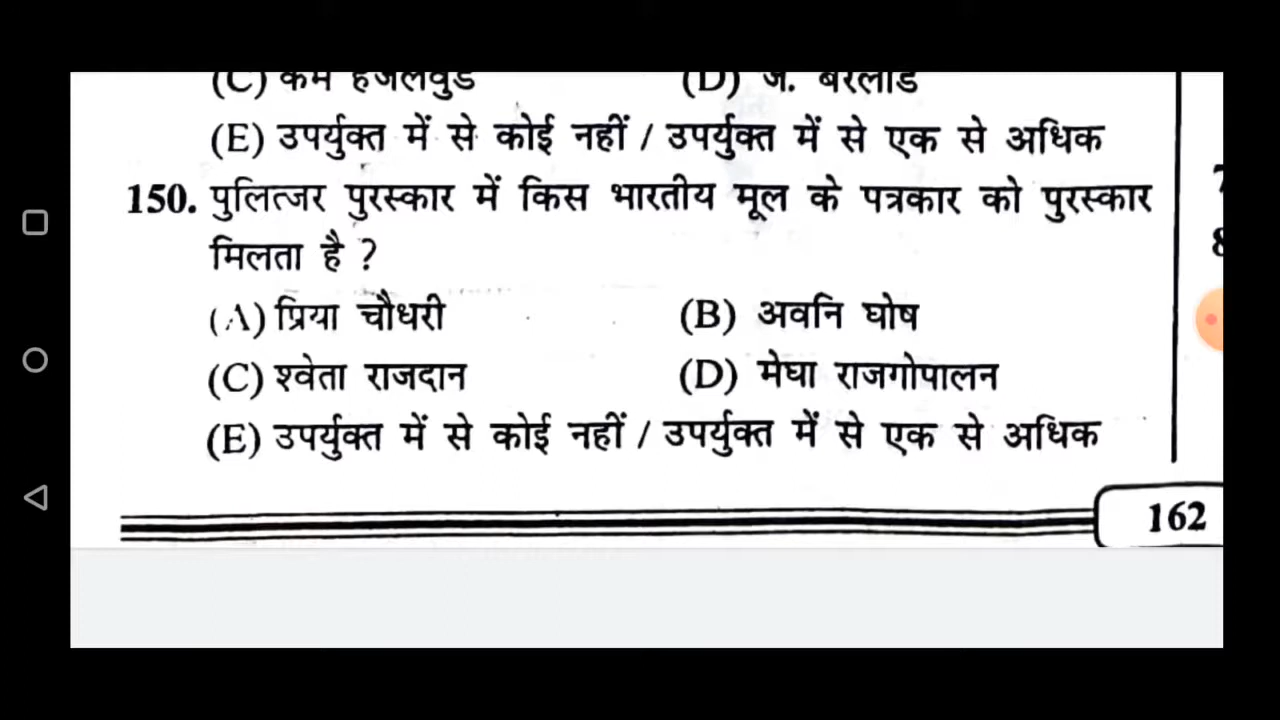 (E) उपर्युक्त में से कोई नहीं / उपर्युक्त में से एक से अधिक
150. पुलित्जर पुरस्कार में किस भारतीय मूल के पत्रकार को पुरस्कार
मिलता है ?
(A) प्रिया चौधरी (B) अवनि घोष
(C) श्वेता राजदान (D) मेघा राजगोपालन
(E) उपर्युक्त में से कोई नहीं / उपर्युक्त में से एक से अधिक
162